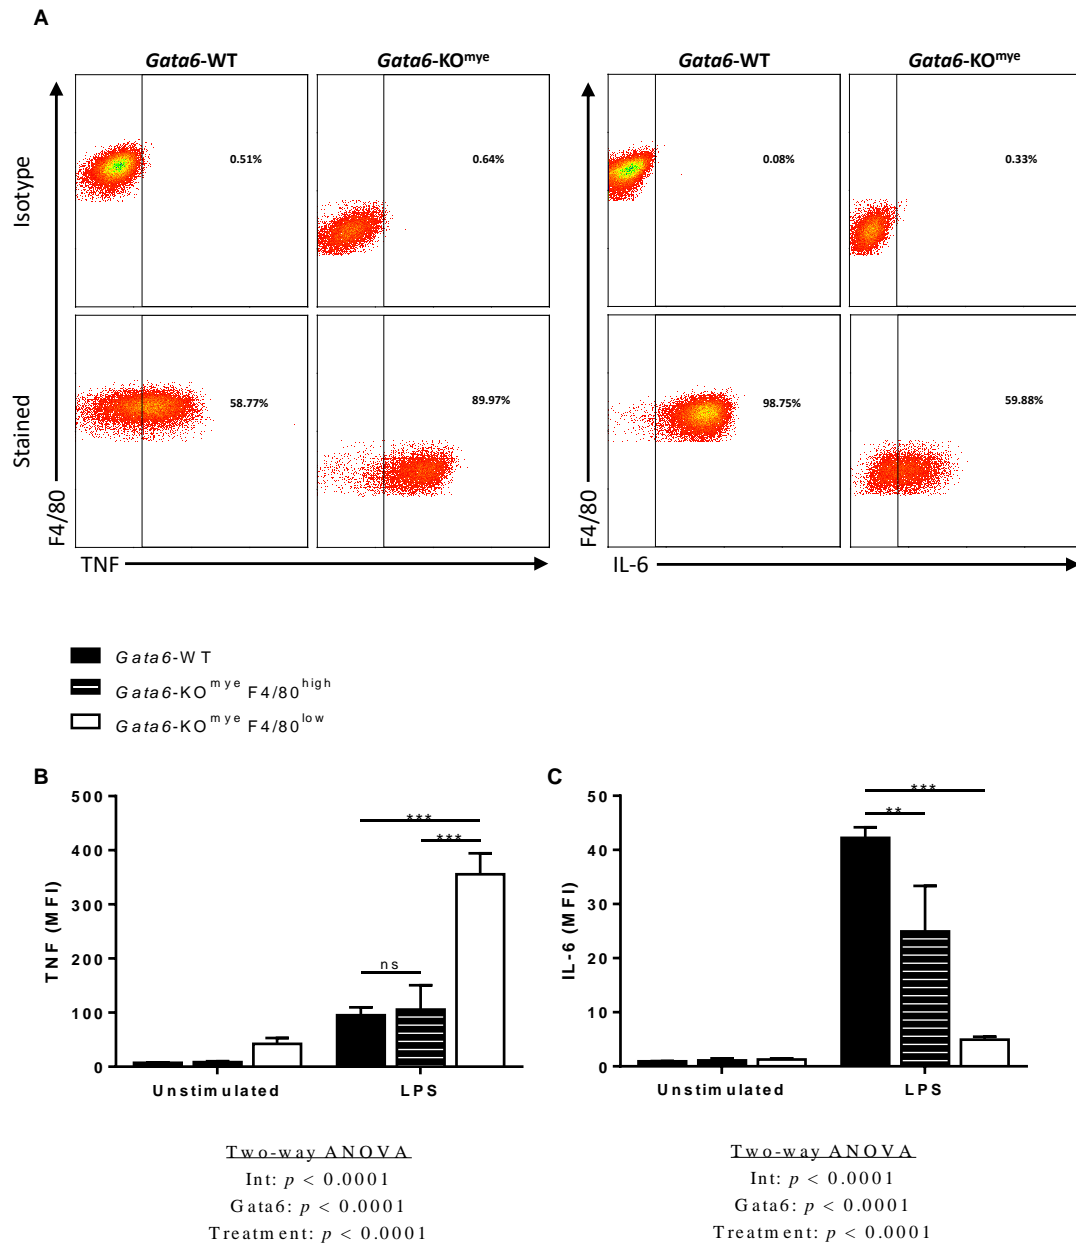 A
Gata6-WT
Gata6-KOmye
Gata6-WT
Gata6-KOmye
Isotype
0.51%
0.64%
0.08%
0.33%
Stained
58.77%
89.97%
98.75%
59.88%
F4/80
F4/80
TNF
IL-6
Gata6-WT
Gata6-KOmye F4/80high
Gata6-KOmye F4/80low
B
TNF (MFI)
500
400
300
200
100
0
***
***
ns
Unstimulated
LPS
Two-way ANOVA
Int: p < 0.0001
Gata6: p < 0.0001
Treatment: p < 0.0001
C
IL-6 (MFI)
50
40
30
20
10
0
***
**
Unstimulated
LPS
Two-way ANOVA
Int: p < 0.0001
Gata6: p < 0.0001
Treatment: p < 0.0001